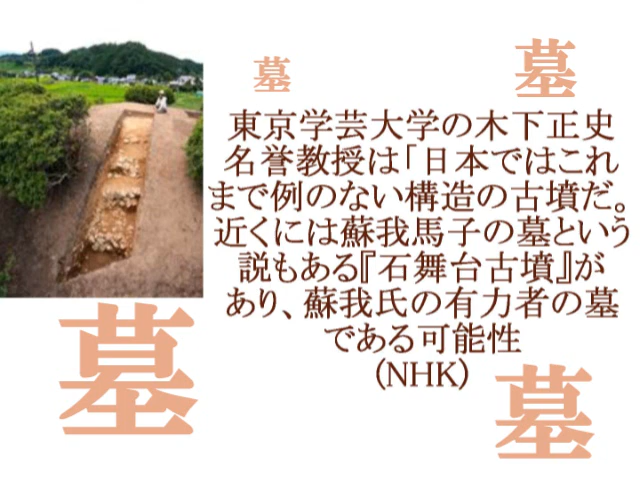 墓
墓
東京学芸大学の木下正史
名誉教授は「日本ではこれ
まで例のない構造の古墳だ。
近くには蘇我馬子の墓という
説もある『石舞台古墳』が
あり、蘇我氏の有力者の墓
である可能性
(NHK)
墓
墓